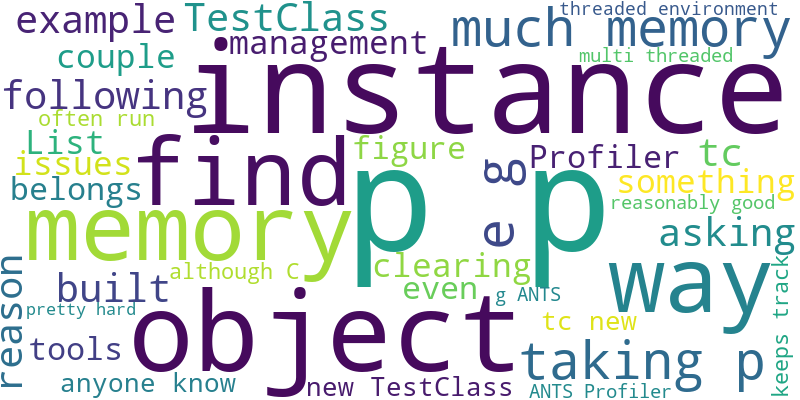 threaded environment
example TestClass
much memory
management
couple
multi threaded
instance
following
often run
List
find
figure
Profiler
tc
issues
something
belongs
e g
p p
reasonably good
memory
asking
way
clearing
although C
built
even
g ANTS
reason
keeps track
pretty hard
object
tc new
tools
taking p
anyone know
new TestClass
ANTS Profiler